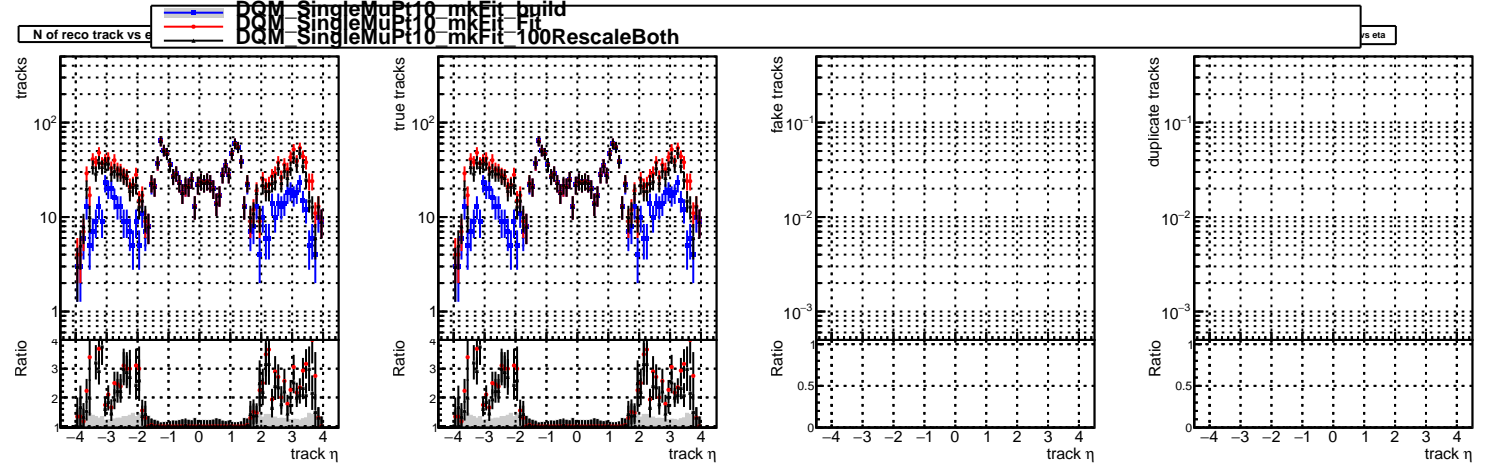 DQM_SingleMuPt10_mkFit_build
DQM_SingleMuPt10_mkFit_Fit
DQM_SingleMuPt10_mkFit_100RescaleBoth
N of reco track vs e
vs eta
tracks
10²
10
1
Ratio
4
3
2
1
−4 −3 −2 −1 0 1 2 3 4
track η
true tracks
10²
10
1
Ratio
4
3
2
1
−4 −3 −2 −1 0 1 2 3 4
track η
fake tracks
10⁻¹
10⁻²
10⁻³
Ratio
1
0.5
0
−4 −3 −2 −1 0 1 2 3 4
track η
duplicate tracks
10⁻¹
10⁻²
10⁻³
Ratio
1
0.5
0
−4 −3 −2 −1 0 1 2 3 4
track η